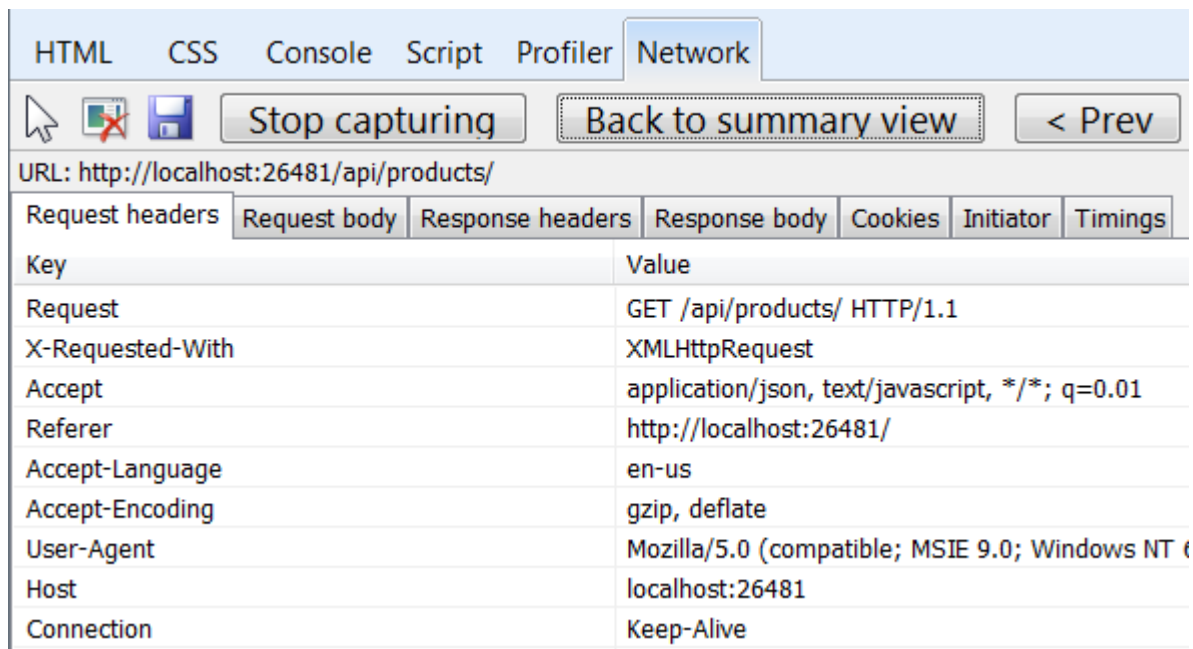 HTML CSS Console Script Profiler Network
Stop capturing Back to summary view < Prev
URL: http://localhost:26481/api/products/
Request headers Request body Response headers Response body Cookies Initiator Timings
Key Value
Request GET /api/products/ HTTP/1.1
X-Requested-With XMLHttpRequest
Accept application/json, text/javascript, */*; q=0.01
Referer http://localhost:26481/
Accept-Language en-us
Accept-Encoding gzip, deflate
User-Agent Mozilla/5.0 (compatible; MSIE 9.0; Windows NT
Host localhost:26481
Connection Keep-Alive